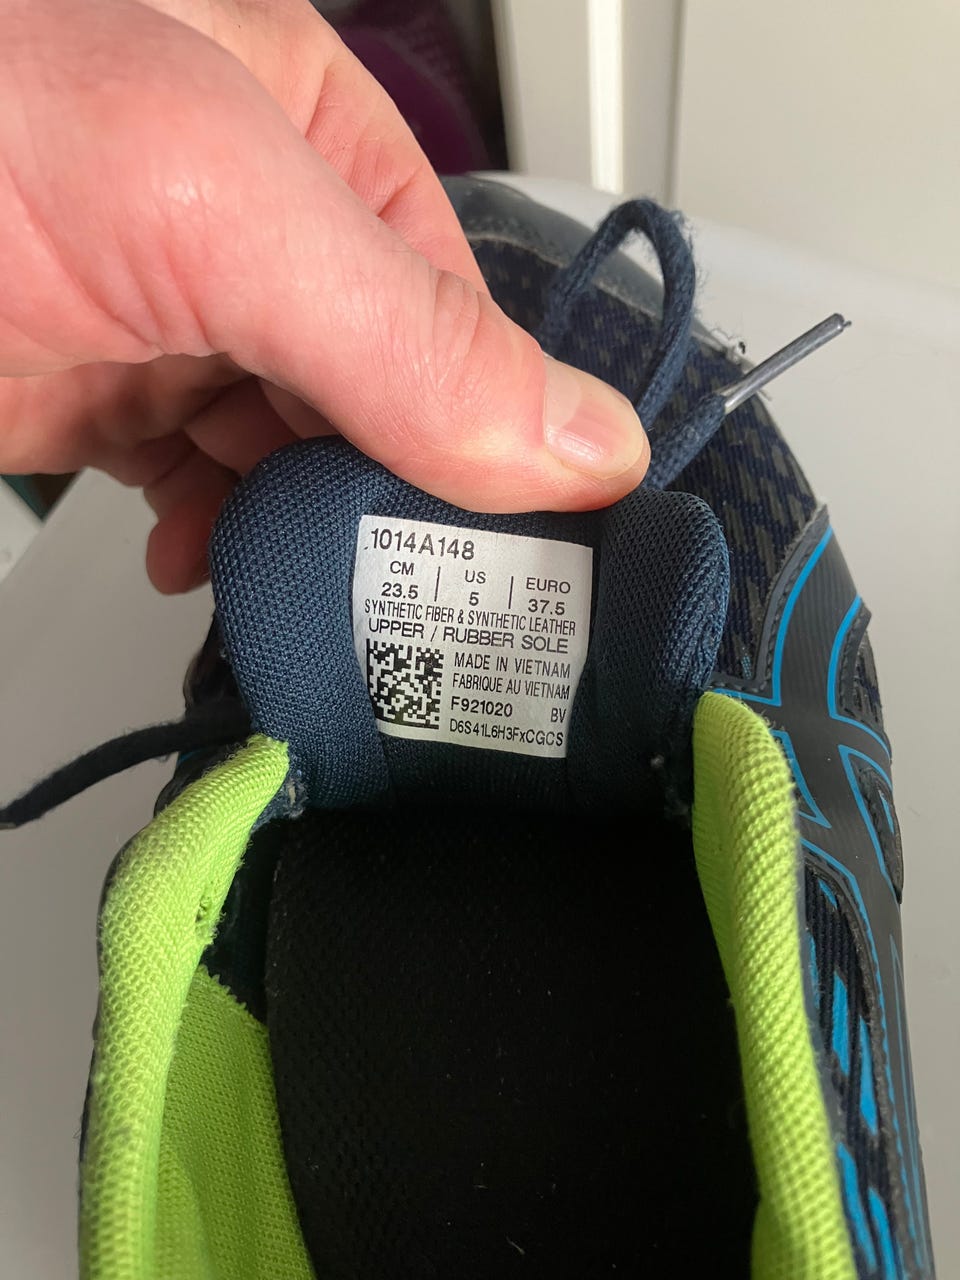 1014A148
CM | US | EURO
23.5 | 5 | 37.5
SYNTHETIC FIBER & SYNTHETIC LEATHER
UPPER / RUBBER SOLE
MADE IN VIETNAM
FABRIQUE AU VIETNAM
F921020 BV
D6S41L6H3FxCGCS